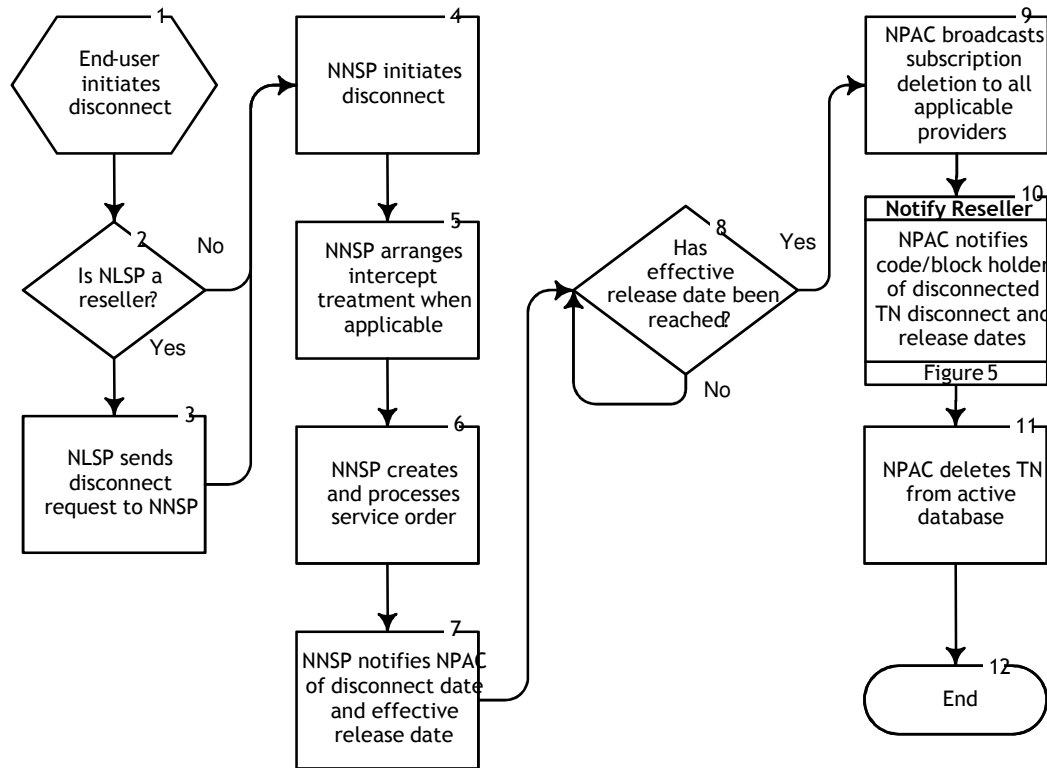 1
End-user
initiates
disconnect
2
Is NLSP a
reseller?
No
Yes
3
NLSP sends
disconnect
request to NNSP
4
NNSP initiates
disconnect
5
NNSP arranges
intercept
treatment when
applicable
6
NNSP creates
and processes
service order
7
NNSP notifies NPAC
of disconnect date
and effective
release date
8
Has
effective
release date been
reached?
Yes
No
9
NPAC broadcasts
subscription
deletion to all
applicable
providers
10
Notify Reseller
NPAC notifies
code/block holder
of disconnected
TN disconnect and
release dates
Figure 5
11
NPAC deletes TN
from active
database
12
End